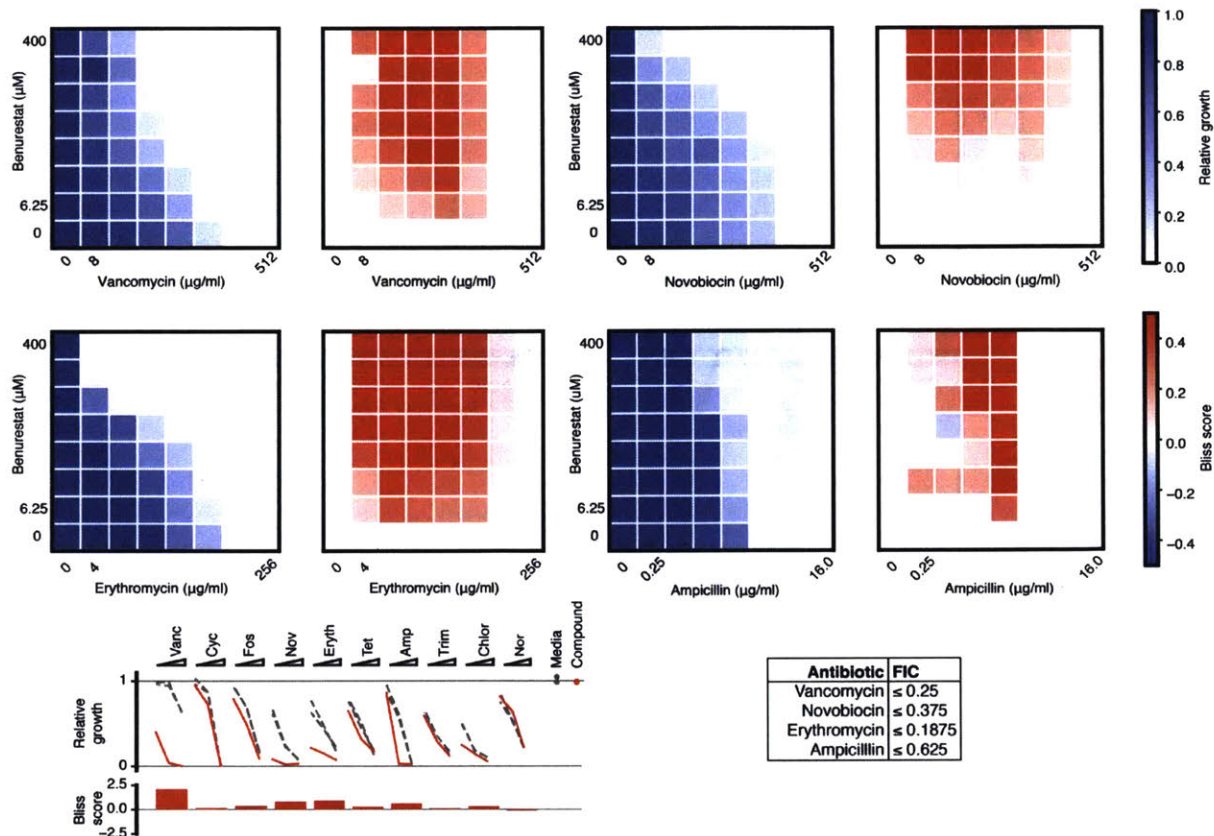 400
Benurestat (µM)
6.25
0
0
8
512
Vancomycin (µg/ml)
0
8
512
Vancomycin (µg/ml)
400
Benurestat (µM)
6.25
0
0
8
512
Novobiocin (µg/ml)
0
8
512
Novobiocin (µg/ml)
1.0
0.8
0.6
0.4
0.2
0.0
Relative growth
400
Benurestat (µM)
6.25
0
0
4
256
Erythromycin (µg/ml)
0
4
256
Erythromycin (µg/ml)
400
Benurestat (µM)
6.25
0
0
0.25
16.0
Ampicillin (µg/ml)
0
0.25
16.0
Ampicillin (µg/ml)
0.4
0.2
0.0
−0.2
−0.4
Bliss score
Vanc
Cyc
Fos
Nov
Eryth
Tet
Amp
Trim
Chlor
Nor
Media
Compound
1
Relative
growth
0
2.5
0.0
−2.5
Bliss
score
Antibiotic FIC
Vancomycin ≤ 0.25
Novobiocin ≤ 0.375
Erythromycin ≤ 0.1875
Ampicilllin ≤ 0.625